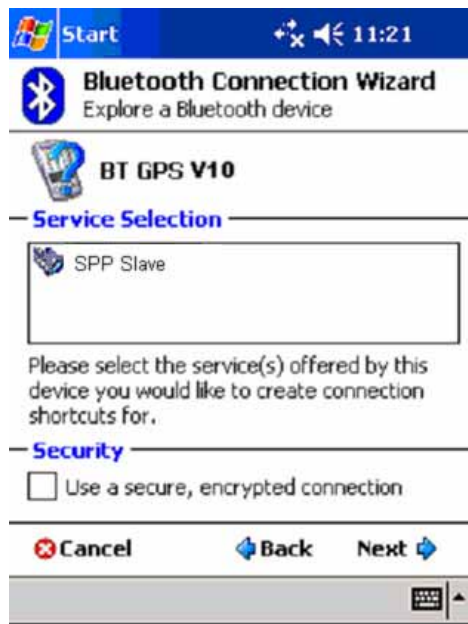 Start 11:21
Bluetooth Connection Wizard
Explore a Bluetooth device
BT GPS V10
Service Selection
SPP Slave
Please select the service(s) offered by this
device you would like to create connection
shortcuts for.
Security
Use a secure, encrypted connection
Cancel Back Next